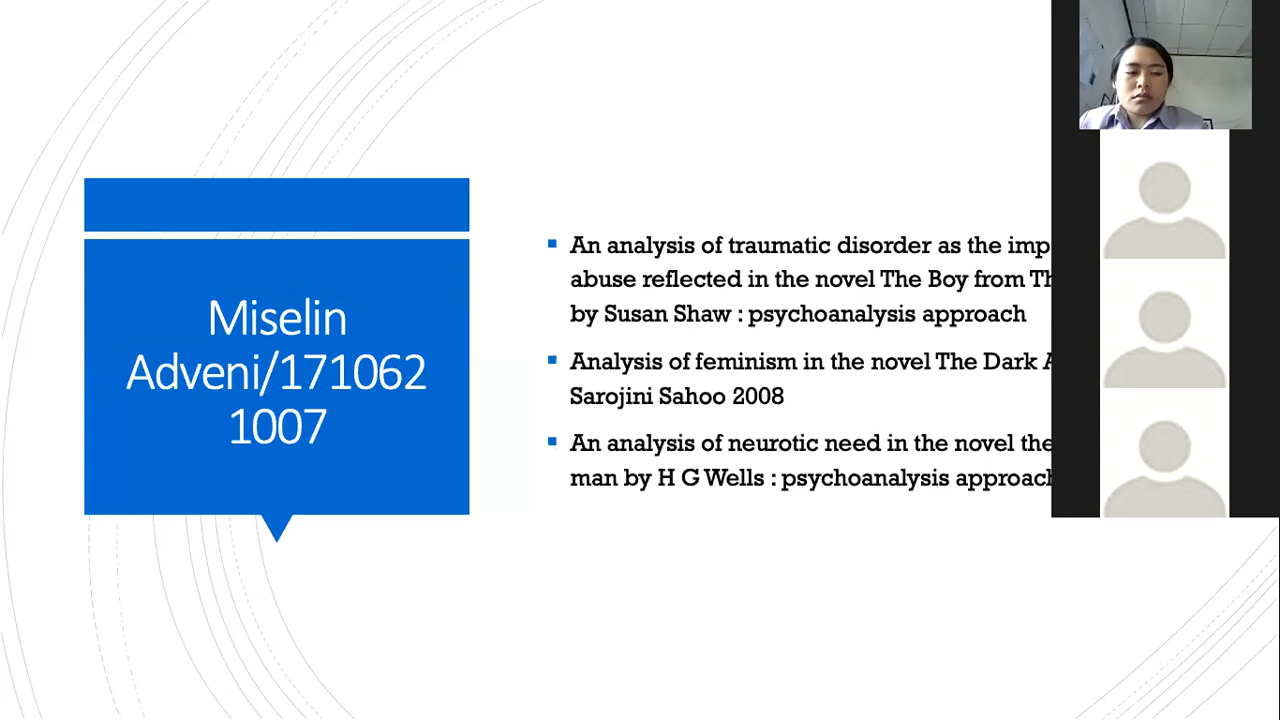 Miselin
Adveni/171062
1007
An analysis of traumatic disorder as the imp
abuse reflected in the novel The Boy from Th
by Susan Shaw : psychoanalysis approach
Analysis of feminism in the novel The Dark A
Sarojini Sahoo 2008
An analysis of neurotic need in the novel the
man by H G Wells : psychoanalysis approach